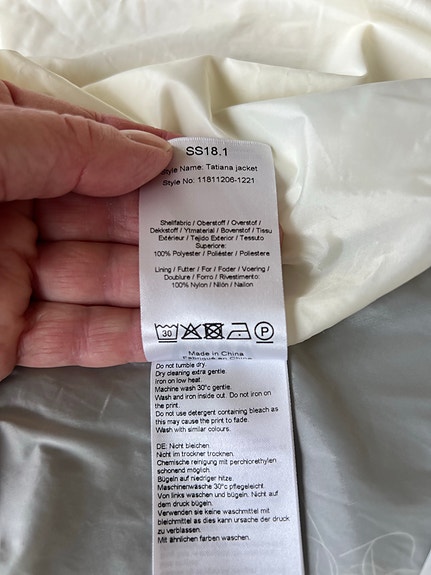 SS18.1
Style Name: Tatiana jacket
Style No: 11811206-1221
Shellfabric / Oberstoff / Overstof /
Dekkstoff / Ytmaterial / Bovenstof / Tissu
Extérieur / Tejido Exterior / Tessuto
Superiore:
100% Polyester / Poliéster / Poliestere
Lining / Futter / For / Foder / Voering /
Doublure / Forro / Rivestimento:
100% Nylon / Nilón / Nailon
30 P
Made in China
Fabriqué en Chine
Do not tumble dry.
Dry cleaning extra gentle.
Iron on low heat.
Machine wash 30°c gentle.
Wash and iron inside out. Do not iron on
the print.
Do not use detergent containing bleach as
this may cause the print to fade.
Wash with similar colours.
DE: Nicht bleichen
Nicht im trockner trocknen.
Chemische reinigung mit perchlorethylen
schonend möglich.
Bügeln auf niedriger hitze.
Maschinenwäsche 30°c pflegeleicht.
Von links waschen und bügeln. Nicht auf
dem druck bügeln.
Verwenden sie keine waschmittel mit
bleichmittel as dies kann ursache der druck
zu verblassen.
Mit ähnlichen farben waschen.